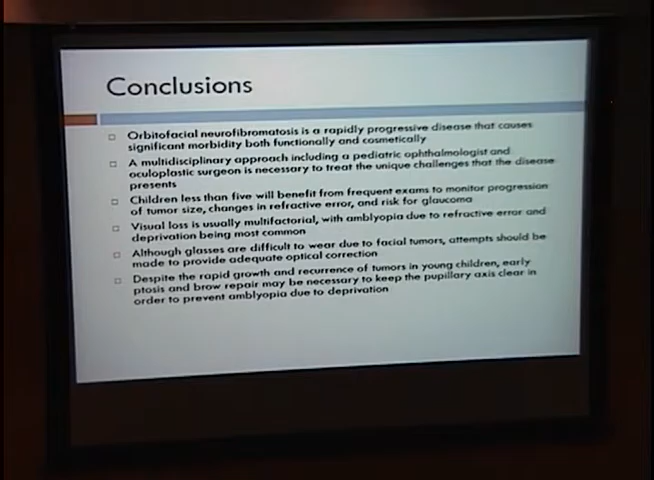 Conclusions
Orbitofacial neurofibromatosis is a rapidly progressive disease that causes
significant morbidity both functionally and cosmetically
A multidisciplinary approach including a pediatric ophthalmologist and
oculoplastic surgeon is necessary to treat the unique challenges that the disease
presents
Children less than five will benefit from frequent exams to monitor progression
of tumor size, changes in refractive error, and risk for glaucoma
Visual loss is usually multifactorial, with amblyopia due to refractive error and
deprivation being most common
Although glasses are difficult to wear due to facial tumors, attempts should be
made to provide adequate optical correction
Despite the rapid growth and recurrence of tumors in young children, early
ptosis and brow repair may be necessary to keep the pupillary axis clear in
order to prevent amblyopia due to deprivation